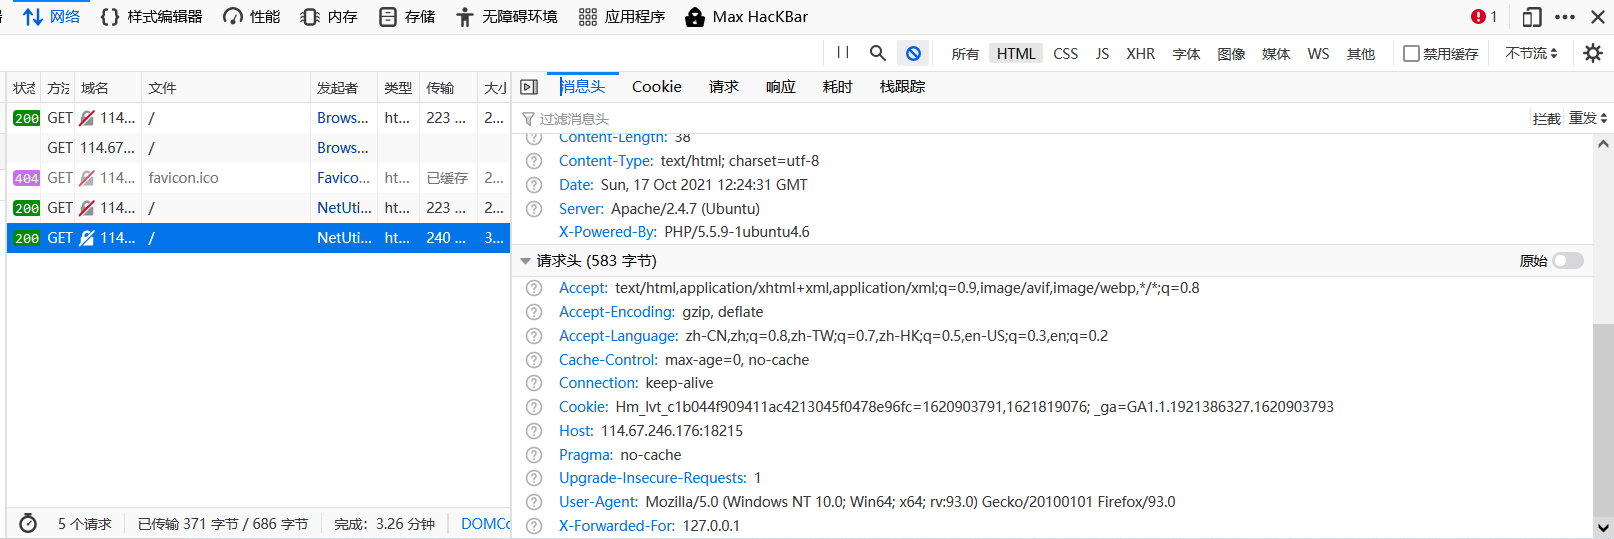 网络 样式编辑器 性能 内存 存储 无障碍环境 应用程序 Max HacKBar 1
所有 HTML CSS JS XHR 字体 图像 媒体 WS 其他 禁用缓存 不节流
方法 域名 文件 发起者 类型 传输
消息头 Cookie 请求 响应 耗时 栈跟踪
过滤消息头 拦截 重发
200 GET 114... / Brows... ht... 223 ... 2...
GET 114.67... / Brows...
404 GET 114... favicon.ico Favico... ht... 已缓存 2...
200 GET 114... / NetUti... ht... 223 ... 2...
200 GET 114... / NetUti... ht... 240 ... 3...
Content-Length: 38
Content-Type: text/html; charset=utf-8
Date: Sun, 17 Oct 2021 12:24:31 GMT
Server: Apache/2.4.7 (Ubuntu)
X-Powered-By: PHP/5.5.9-1ubuntu4.6
请求头 (583 字节) 原始
Accept: text/html,application/xhtml+xml,application/xml;q=0.9,image/avif,image/webp,*/*;q=0.8
Accept-Encoding: gzip, deflate
Accept-Language: zh-CN,zh;q=0.8,zh-TW;q=0.7,zh-HK;q=0.5,en-US;q=0.3,en;q=0.2
Cache-Control: max-age=0, no-cache
Connection: keep-alive
Cookie: Hm_lvt_c1b044f909411ac4213045f0478e96fc=1620903791,1621819076; _ga=GA1.1.1921386327.1620903793
Host: 114.67.246.176:18215
Pragma: no-cache
Upgrade-Insecure-Requests: 1
User-Agent: Mozilla/5.0 (Windows NT 10.0; Win64; x64; rv:93.0) Gecko/20100101 Firefox/93.0
X-Forwarded-For: 127.0.0.1
5 个请求 已传输 371 字节 / 686 字节 完成：3.26 分钟 DOMCo